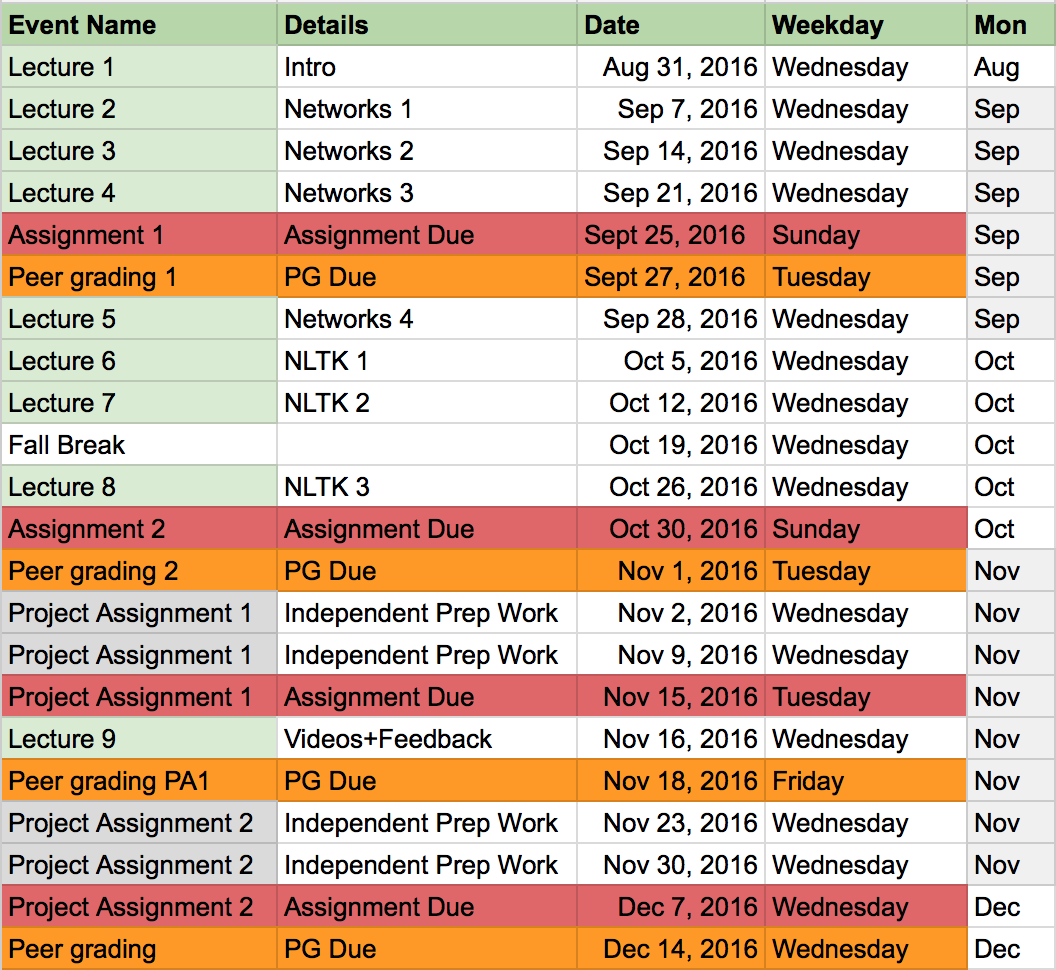 Event Name Details Date Weekday Mon
Lecture 1 Intro Aug 31, 2016 Wednesday Aug
Lecture 2 Networks 1 Sep 7, 2016 Wednesday Sep
Lecture 3 Networks 2 Sep 14, 2016 Wednesday Sep
Lecture 4 Networks 3 Sep 21, 2016 Wednesday Sep
Assignment 1 Assignment Due Sept 25, 2016 Sunday Sep
Peer grading 1 PG Due Sept 27, 2016 Tuesday Sep
Lecture 5 Networks 4 Sep 28, 2016 Wednesday Sep
Lecture 6 NLTK 1 Oct 5, 2016 Wednesday Oct
Lecture 7 NLTK 2 Oct 12, 2016 Wednesday Oct
Fall Break Oct 19, 2016 Wednesday Oct
Lecture 8 NLTK 3 Oct 26, 2016 Wednesday Oct
Assignment 2 Assignment Due Oct 30, 2016 Sunday Oct
Peer grading 2 PG Due Nov 1, 2016 Tuesday Nov
Project Assignment 1 Independent Prep Work Nov 2, 2016 Wednesday Nov
Project Assignment 1 Independent Prep Work Nov 9, 2016 Wednesday Nov
Project Assignment 1 Assignment Due Nov 15, 2016 Tuesday Nov
Lecture 9 Videos+Feedback Nov 16, 2016 Wednesday Nov
Peer grading PA1 PG Due Nov 18, 2016 Friday Nov
Project Assignment 2 Independent Prep Work Nov 23, 2016 Wednesday Nov
Project Assignment 2 Independent Prep Work Nov 30, 2016 Wednesday Nov
Project Assignment 2 Assignment Due Dec 7, 2016 Wednesday Dec
Peer grading PG Due Dec 14, 2016 Wednesday Dec